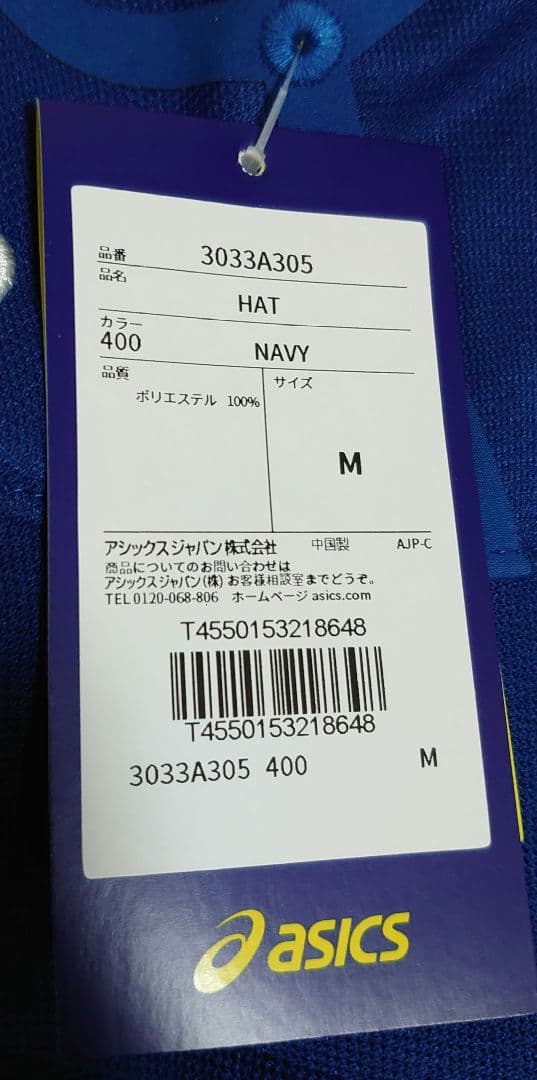 品番 3033A305
品名
HAT
カラー
400 NAVY
品質 サイズ
ポリエステル 100%
M
アシックスジャパン株式会社 中国製 AJP-C
商品についてのお問い合わせは
アシックスジャパン(株)お客様相談室までどうぞ。
TEL 0120-068-806 ホームページ asics.com
T4550153218648
T4550153218648
3033A305 400 M
asics